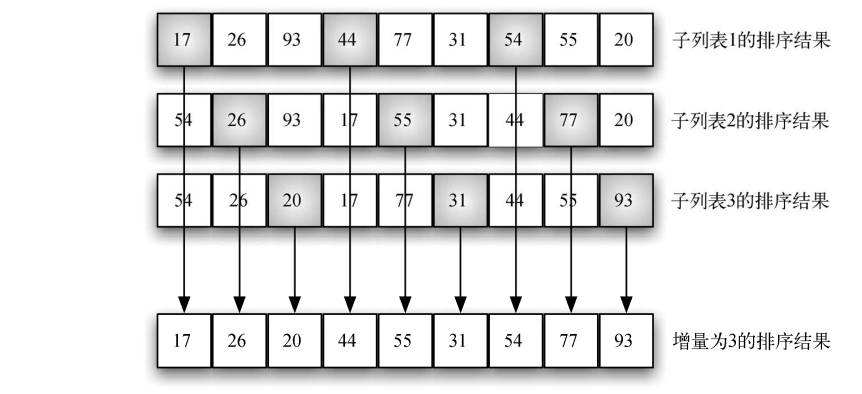 17 26 93 44 77 31 54 55 20 子列表1的排序结果
54 26 93 17 55 31 44 77 20 子列表2的排序结果
54 26 20 17 77 31 44 55 93 子列表3的排序结果
17 26 20 44 55 31 54 77 93 增量为3的排序结果